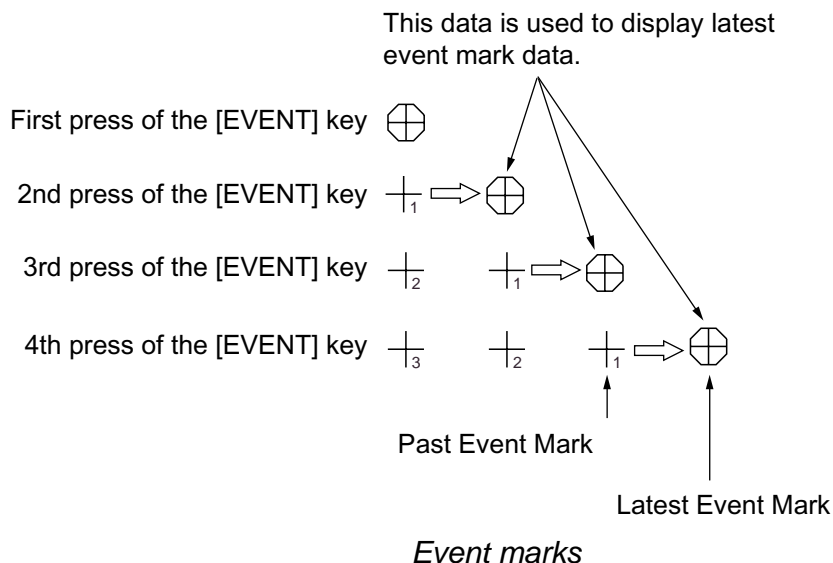 This data is used to display latest
event mark data.
First press of the [EVENT] key
2nd press of the [EVENT] key
1
3rd press of the [EVENT] key
2 1
4th press of the [EVENT] key
3 2 1
Past Event Mark
Latest Event Mark
Event marks